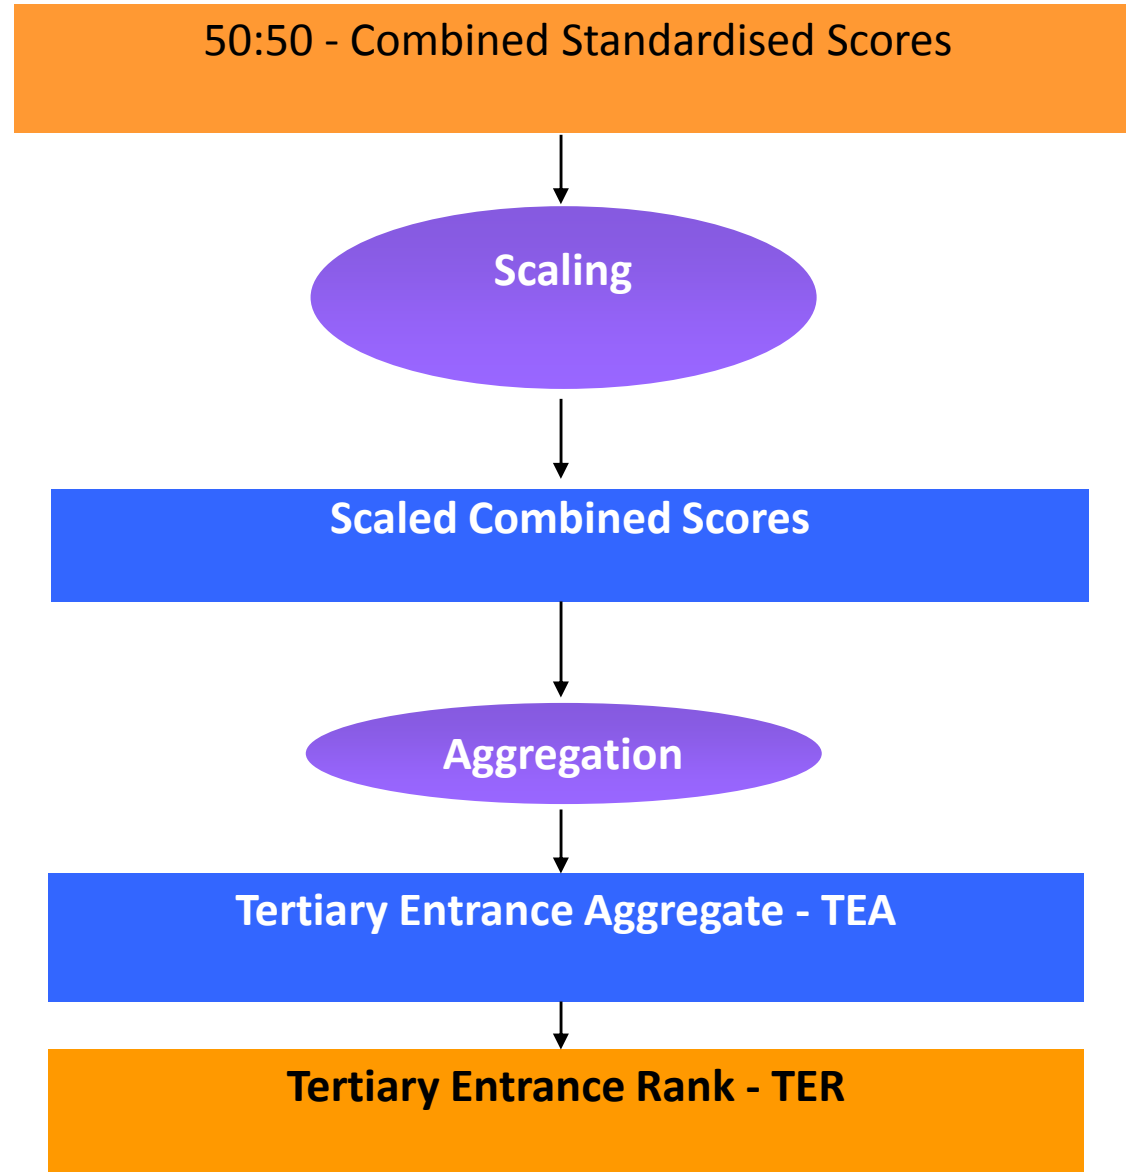 50:50 - Combined Standardised Scores
Scaling
Scaled Combined Scores
Aggregation
Tertiary Entrance Aggregate - TEA
Tertiary Entrance Rank - TER